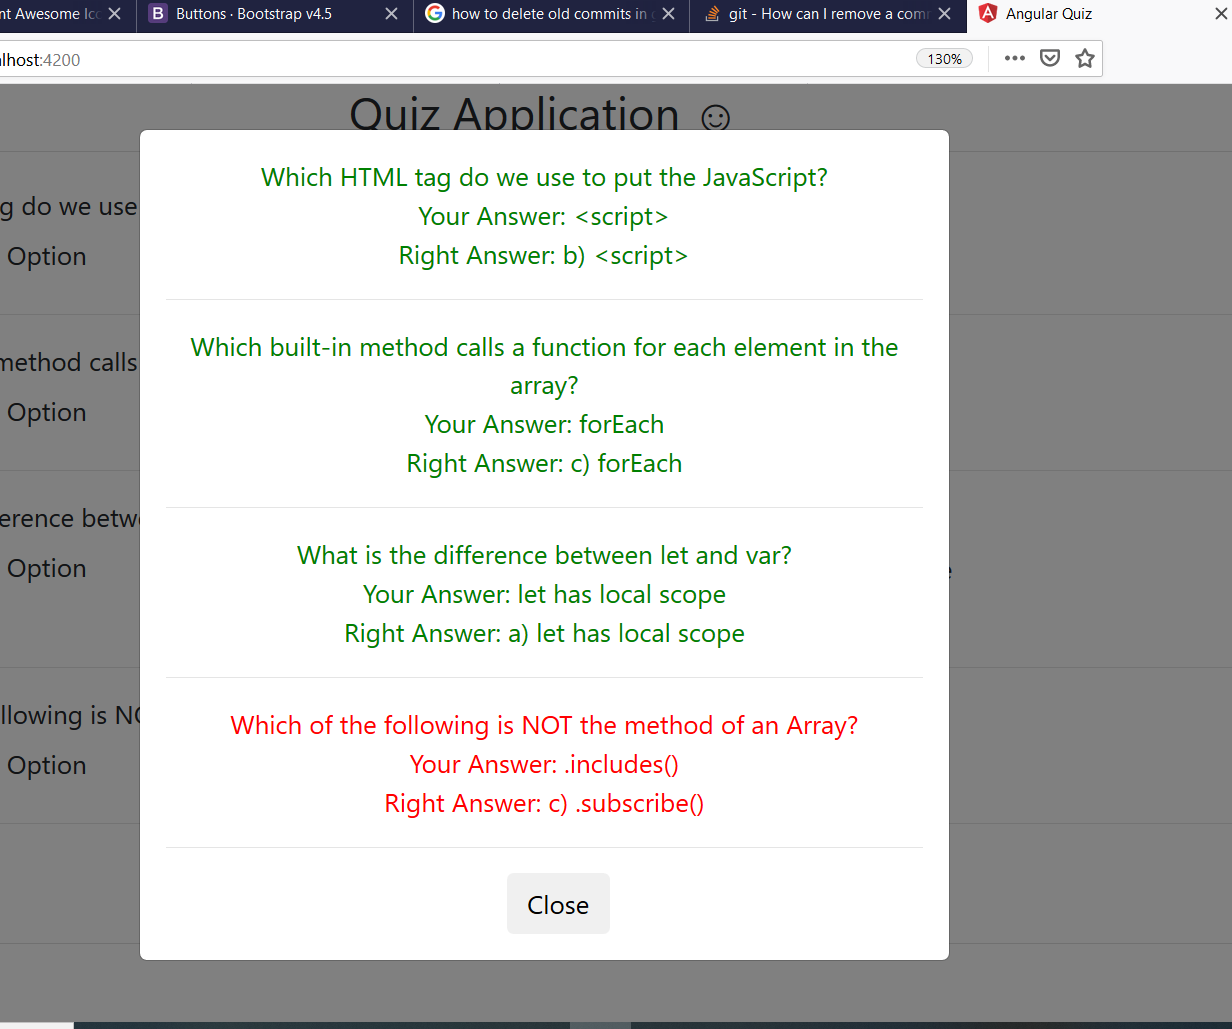 nt Awesome Ico
B Buttons · Bootstrap v4.5
how to delete old commits in g
git - How can I remove a comm
Angular Quiz
lhost:4200
130%
Quiz Application ☺
g do we use
Option
method calls
Option
erence betwe
Option
llowing is NO
Option
Which HTML tag do we use to put the JavaScript?
Your Answer: <script>
Right Answer: b) <script>
Which built-in method calls a function for each element in the
array?
Your Answer: forEach
Right Answer: c) forEach
What is the difference between let and var?
Your Answer: let has local scope
Right Answer: a) let has local scope
Which of the following is NOT the method of an Array?
Your Answer: .includes()
Right Answer: c) .subscribe()
Close